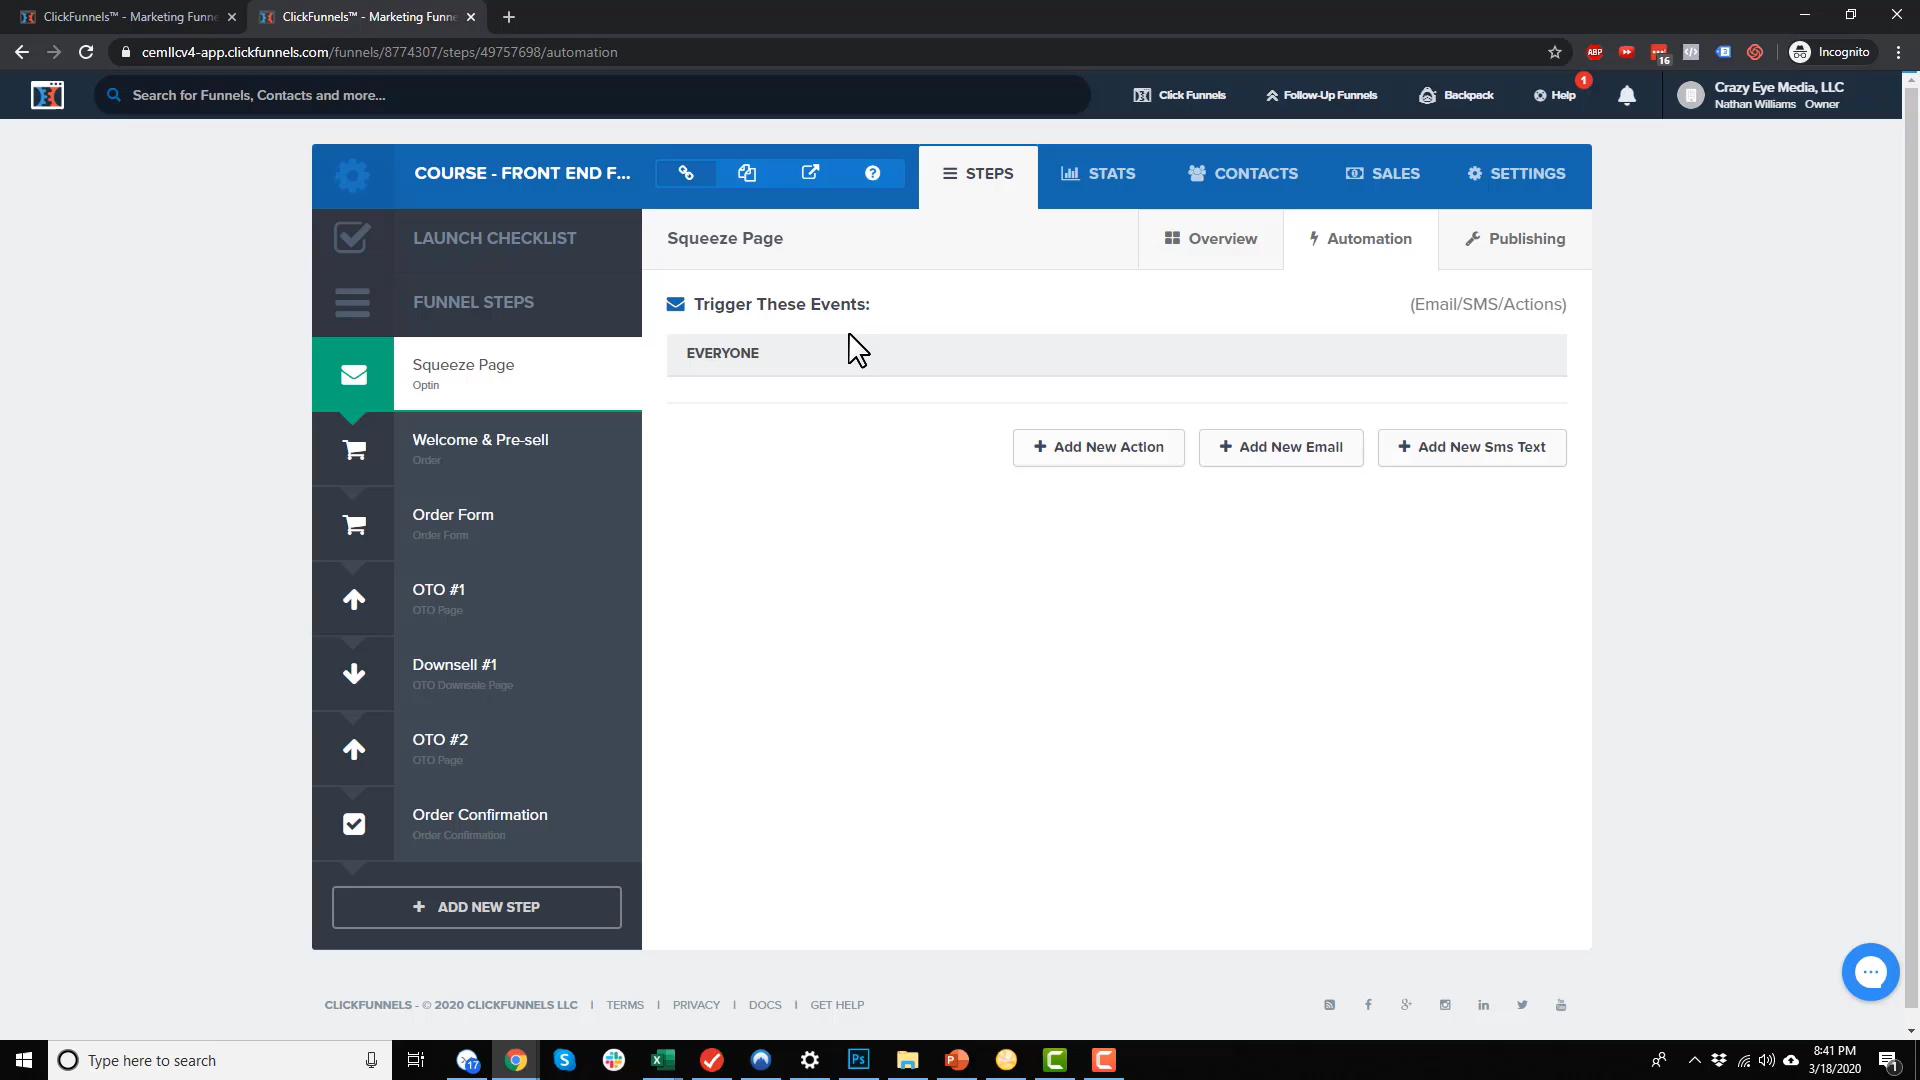 ClickFunnels™ - Marketing Funne
ClickFunnels™ - Marketing Funne
cemllcv4-app.clickfunnels.com/funnels/8774307/steps/49757698/automation
ABP
16
Incognito
Search for Funnels, Contacts and more...
Click Funnels
Follow-Up Funnels
Backpack
Help
1
Crazy Eye Media, LLC
Nathan Williams Owner
COURSE - FRONT END F...
STEPS
STATS
CONTACTS
SALES
SETTINGS
LAUNCH CHECKLIST
FUNNEL STEPS
Squeeze Page
Overview
Automation
Publishing
Trigger These Events:
(Email/SMS/Actions)
EVERYONE
+ Add New Action
+ Add New Email
+ Add New Sms Text
Squeeze Page
Optin
Welcome & Pre-sell
Order
Order Form
Order Form
OTO #1
OTO Page
Downsell #1
OTO Downsale Page
OTO #2
OTO Page
Order Confirmation
Order Confirmation
+ ADD NEW STEP
CLICKFUNNELS - © 2020 CLICKFUNNELS LLC | TERMS | PRIVACY | DOCS | GET HELP
Type here to search
17
Ps
8:41 PM
3/18/2020
1